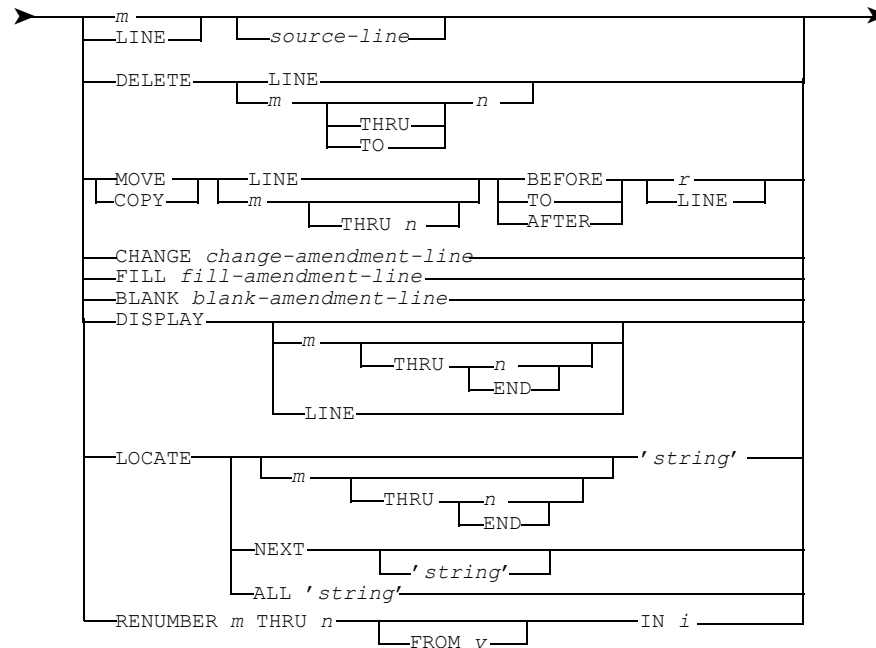 m
LINE source-line
DELETE LINE
m n
THRU
TO
MOVE LINE BEFORE r
COPY m TO LINE
THRU n AFTER
CHANGE change-amendment-line
FILL fill-amendment-line
BLANK blank-amendment-line
DISPLAY
m
THRU n
END
LINE
LOCATE 'string'
m
THRU n
END
NEXT
'string'
ALL 'string'
RENUMBER m THRU n IN i
FROM v